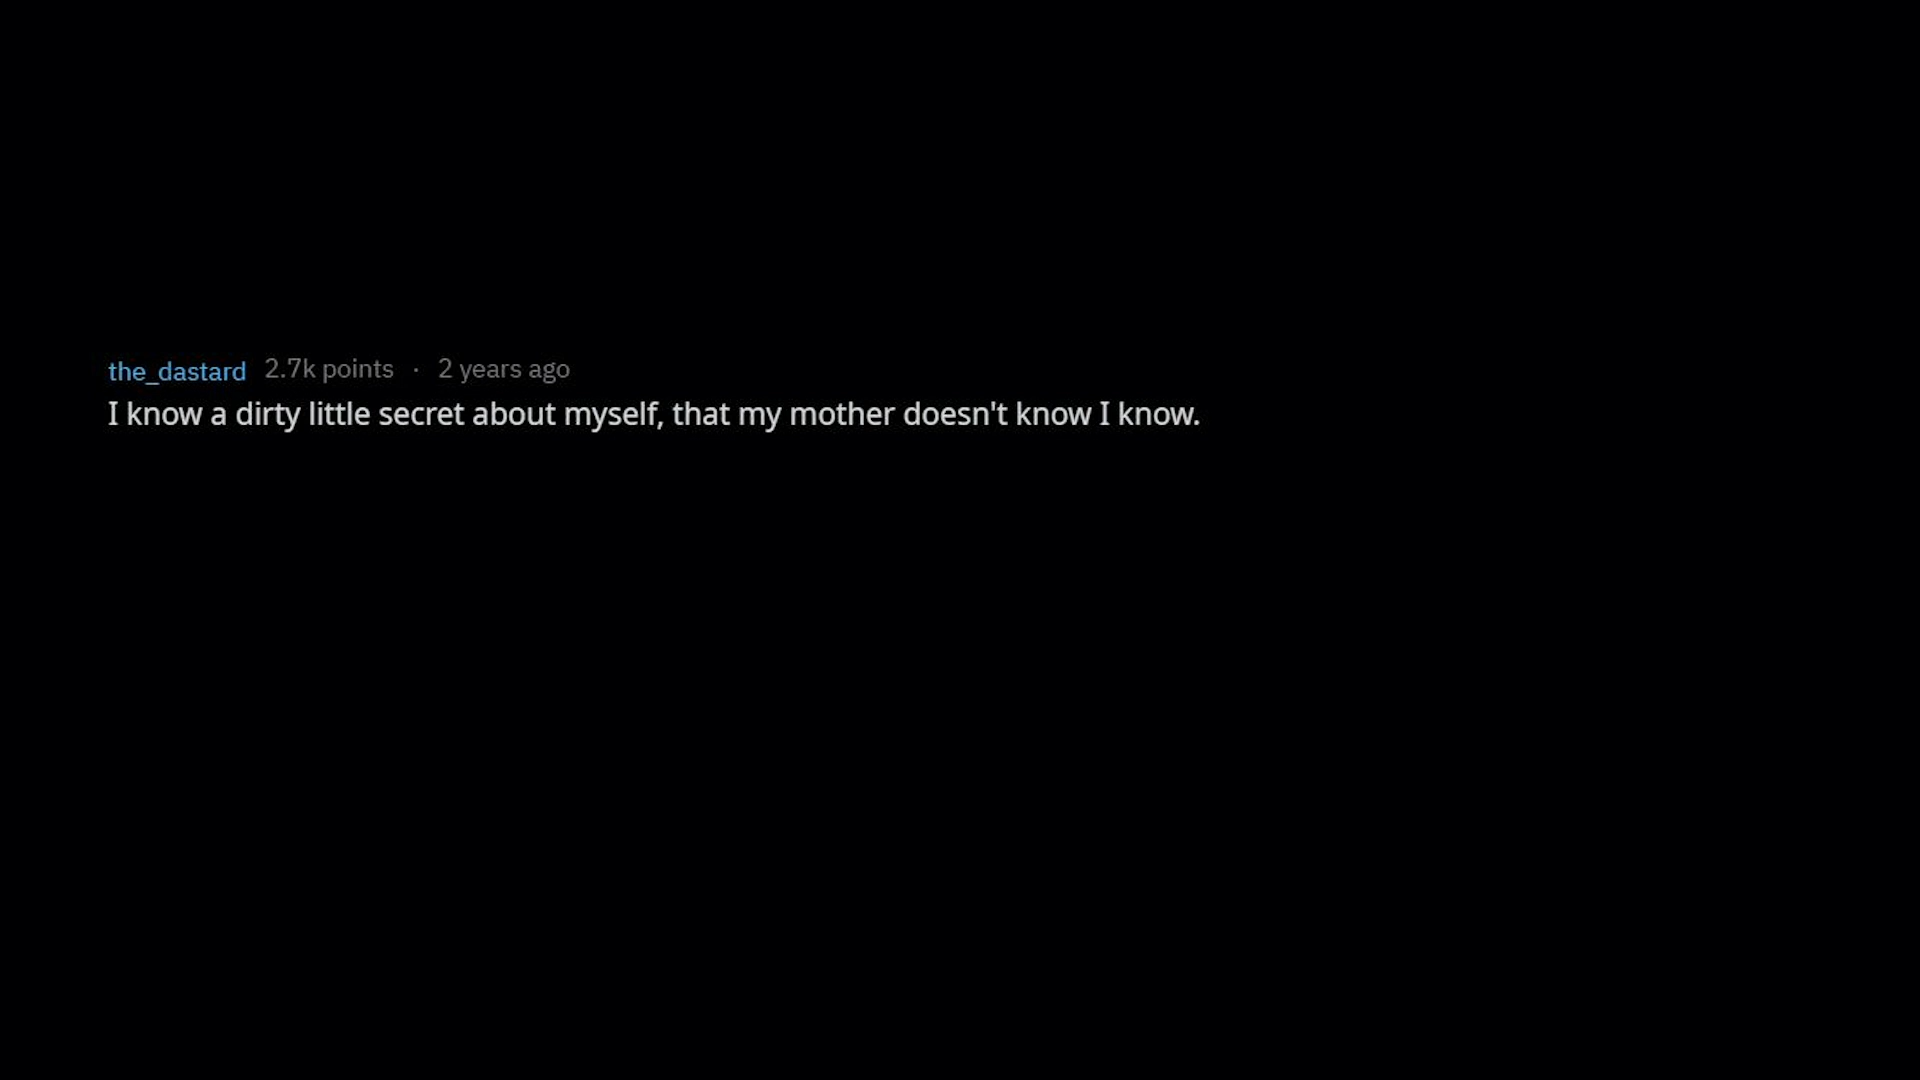 the_dastard 2.7k points · 2 years ago
I know a dirty little secret about myself, that my mother doesn't know I know.